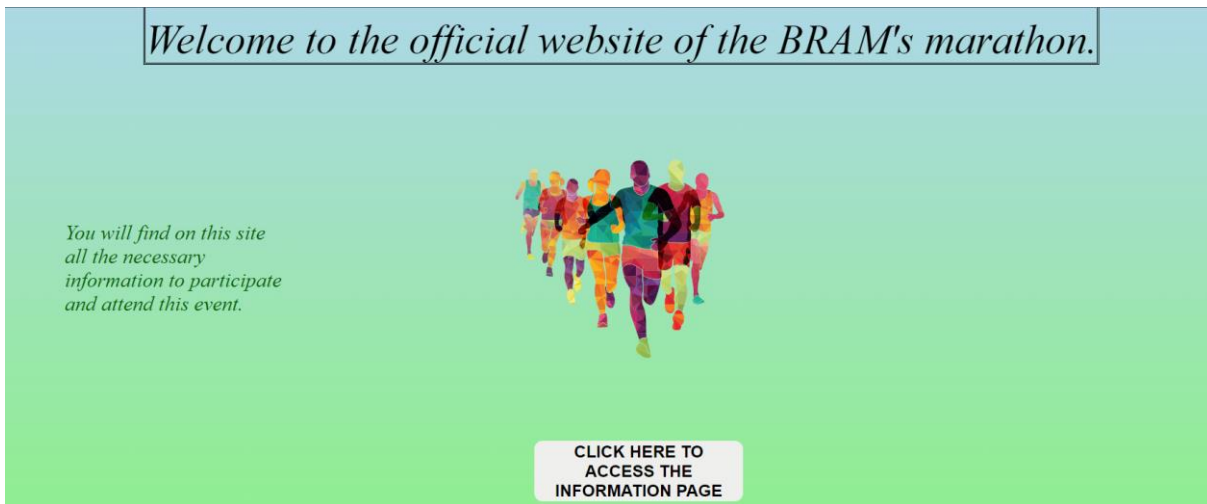 Welcome to the official website of the BRAM's marathon.
You will find on this site
all the necessary
information to participate
and attend this event.
CLICK HERE TO
ACCESS THE
INFORMATION PAGE